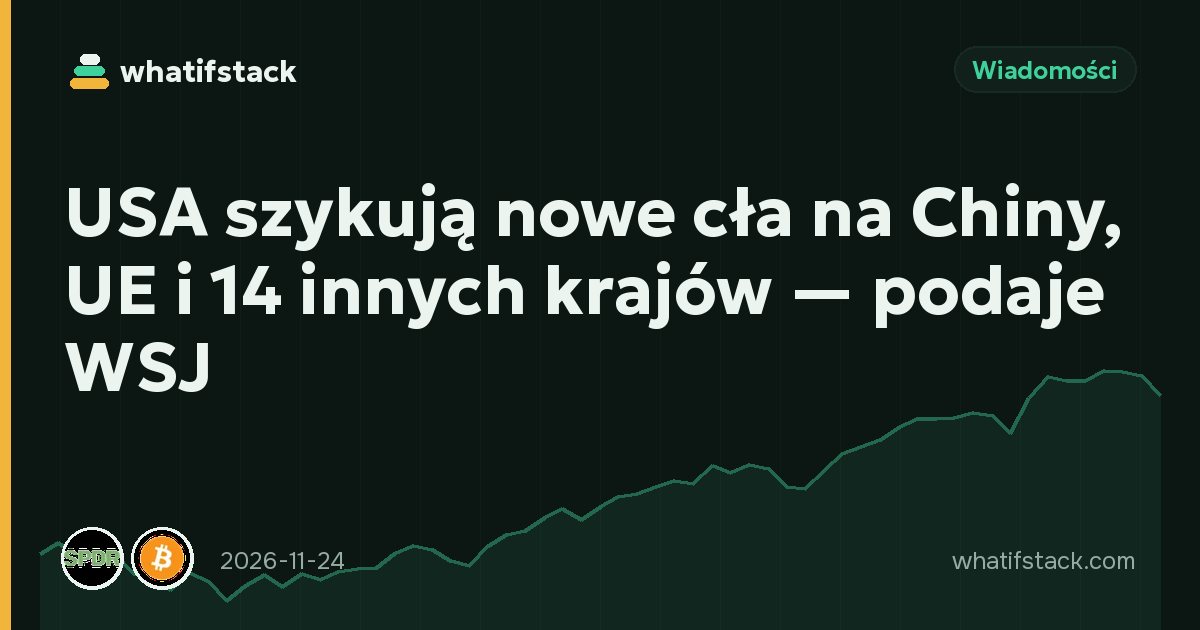 whatifstack
Wiadomości
USA szykują nowe cła na Chiny,
UE i 14 innych krajów — podaje
WSJ
SPDR
2026-11-24
whatifstack.com